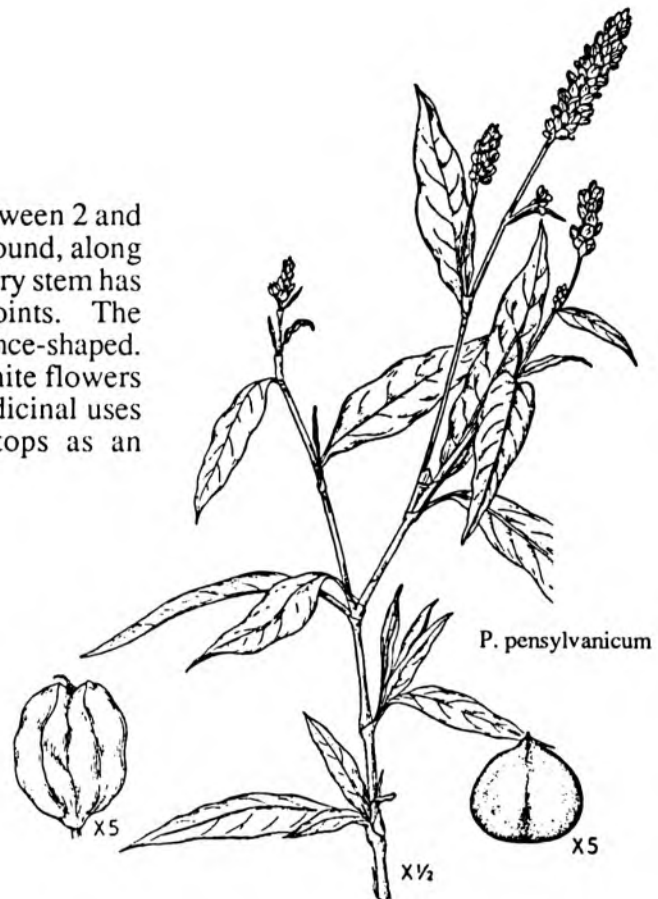 ween 2 and
ound, along
ry stem has
oints. The
nce-shaped.
nite flowers
dicinal uses
tops as an
P. pensylvanicum
X5
X5
X½